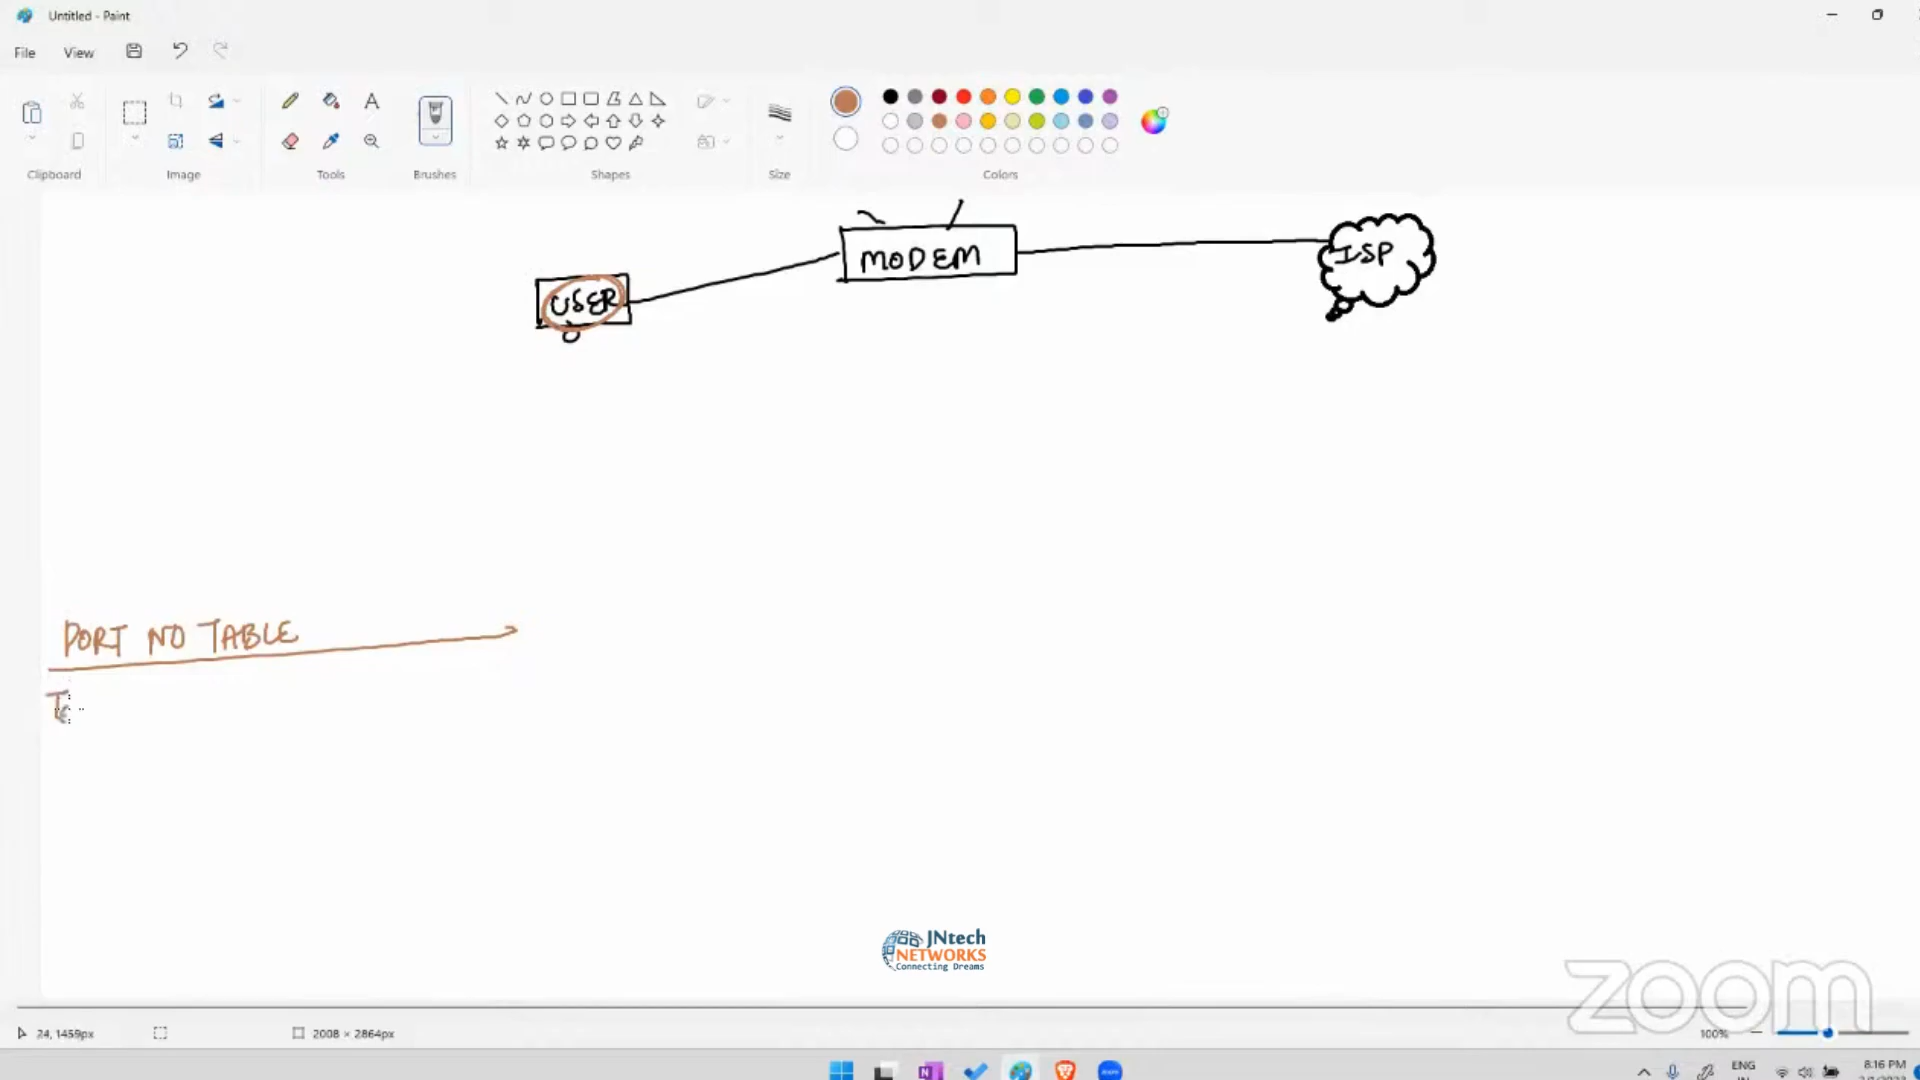 Untitled - Paint
File View
Clipboard Image Tools Brushes Shapes Size Colors
MODEM
ISP
USER
PORT NO TABLE
T
JNtech
NETWORKS
Connecting Dreams
zoom
24, 1459px 2008 × 2864px 100%
ENG 8:16 PM
IN